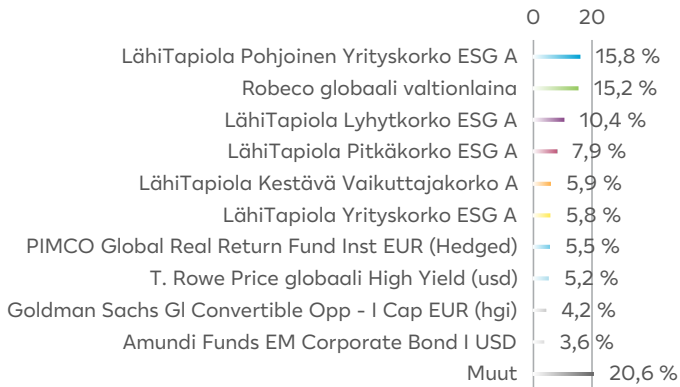 0 20
LähiTapiola Pohjoinen Yrityskorko ESG A 15,8 %
Robeco globaali valtionlaina 15,2 %
LähiTapiola Lyhytkorko ESG A 10,4 %
LähiTapiola Pitkäkorko ESG A 7,9 %
LähiTapiola Kestävä Vaikuttajakorko A 5,9 %
LähiTapiola Yrityskorko ESG A 5,8 %
PIMCO Global Real Return Fund Inst EUR (Hedged) 5,5 %
T. Rowe Price globaali High Yield (usd) 5,2 %
Goldman Sachs Gl Convertible Opp - I Cap EUR (hgi) 4,2 %
Amundi Funds EM Corporate Bond I USD 3,6 %
Muut 20,6 %